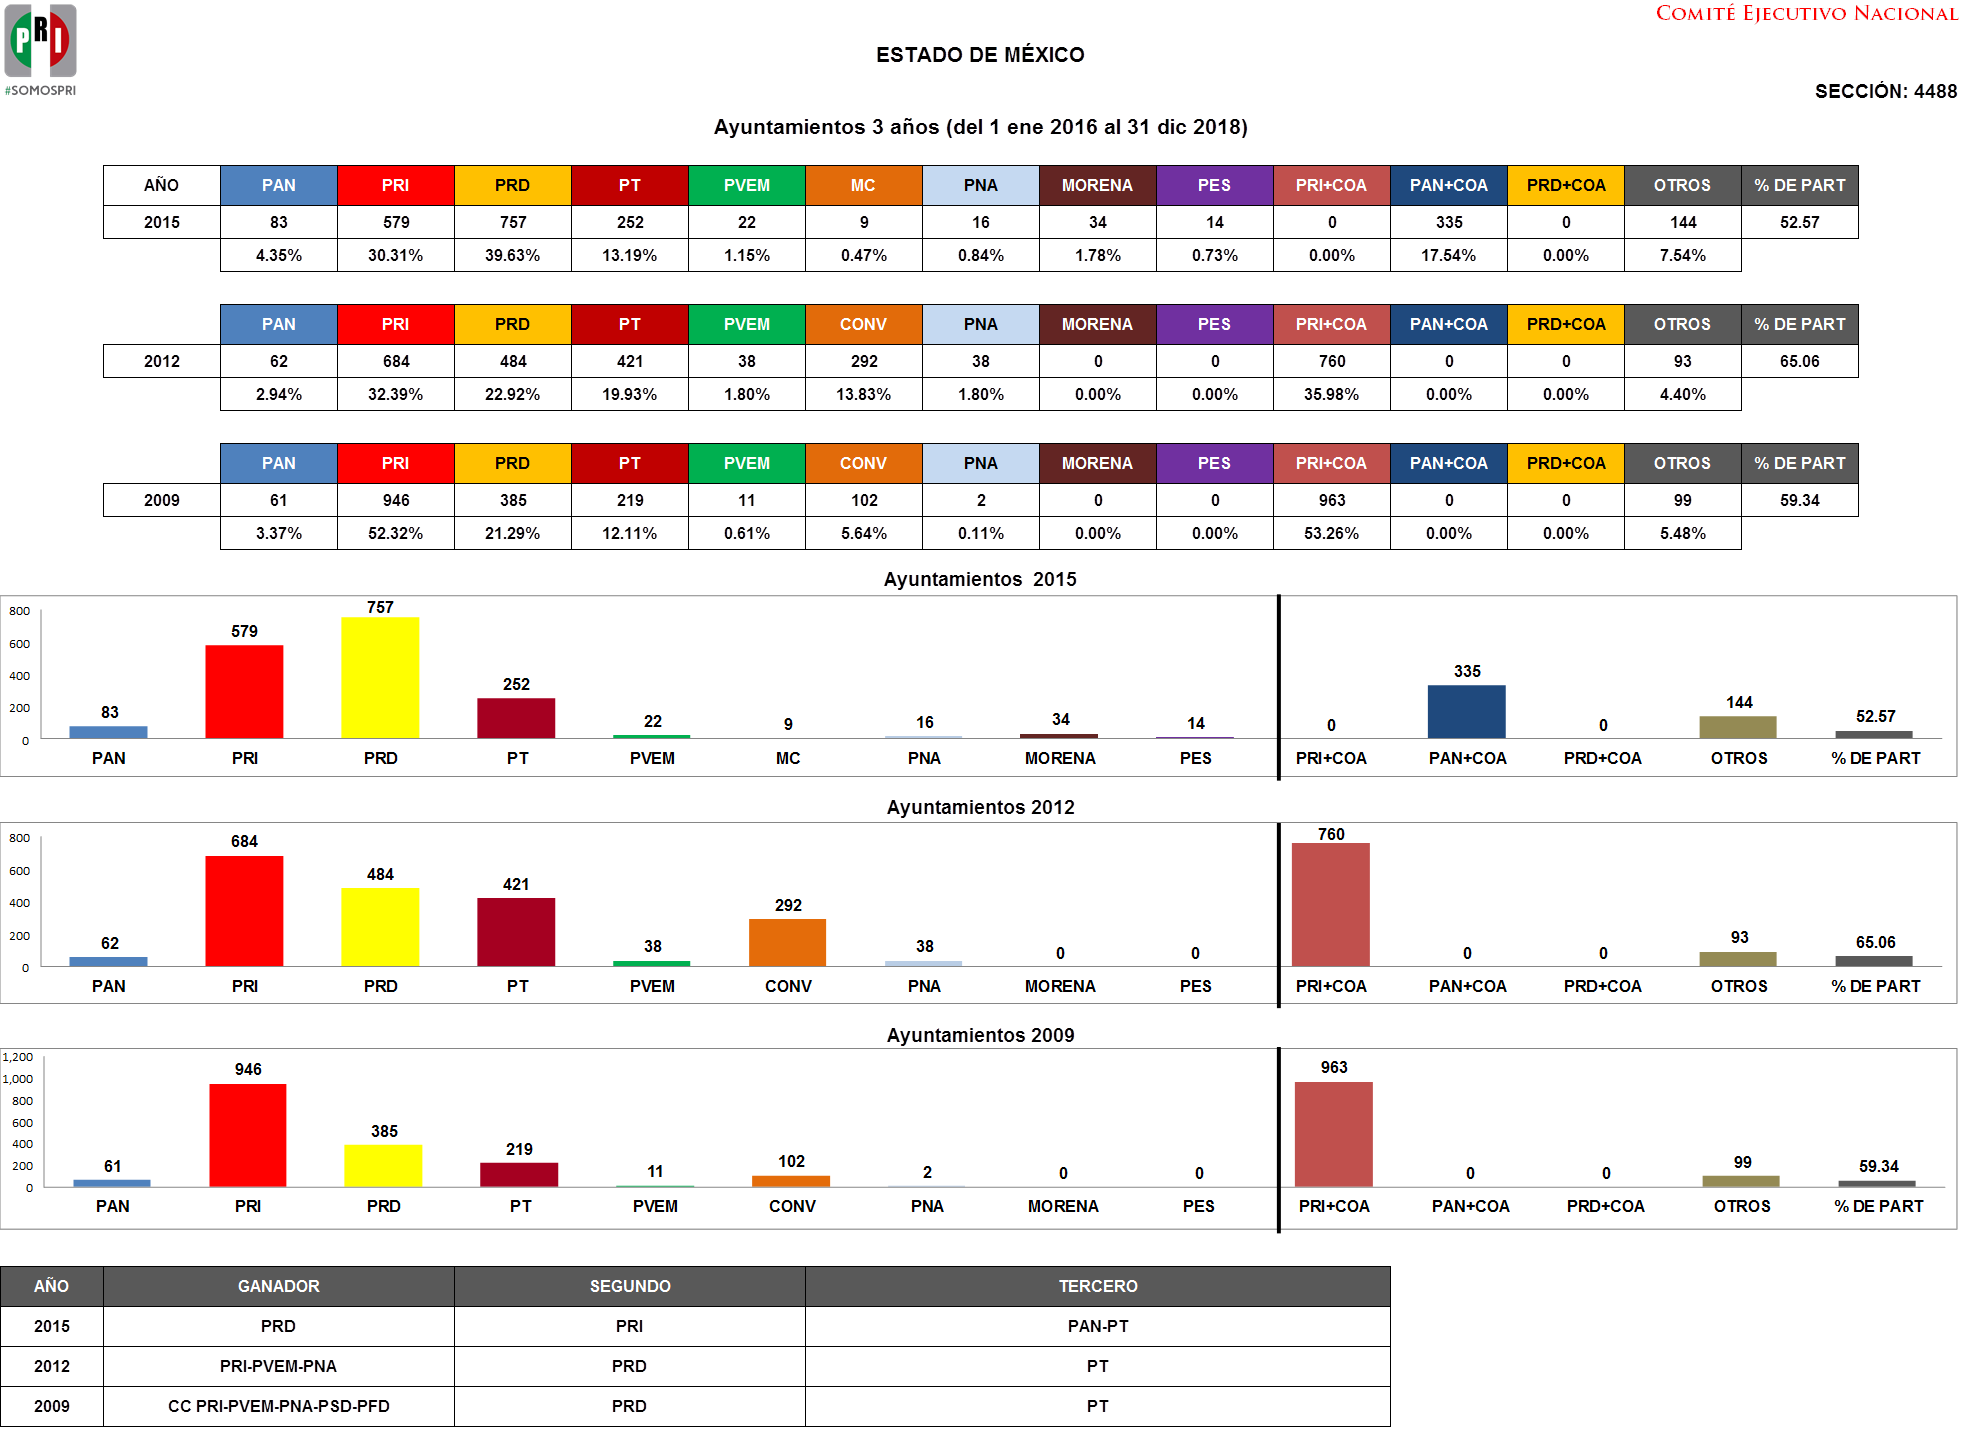 PRI
#SOMOSPRI
COMITÉ EJECUTIVO NACIONAL
ESTADO DE MÉXICO
SECCIÓN: 4488
Ayuntamientos 3 años (del 1 ene 2016 al 31 dic 2018)
AÑO PAN PRI PRD PT PVEM MC PNA MORENA PES PRI+COA PAN+COA PRD+COA OTROS % DE PART
2015 83 579 757 252 22 9 16 34 14 0 335 0 144 52.57
4.35% 30.31% 39.63% 13.19% 1.15% 0.47% 0.84% 1.78% 0.73% 0.00% 17.54% 0.00% 7.54%
PAN PRI PRD PT PVEM CONV PNA MORENA PES PRI+COA PAN+COA PRD+COA OTROS % DE PART
2012 62 684 484 421 38 292 38 0 0 760 0 0 93 65.06
2.94% 32.39% 22.92% 19.93% 1.80% 13.83% 1.80% 0.00% 0.00% 35.98% 0.00% 0.00% 4.40%
PAN PRI PRD PT PVEM CONV PNA MORENA PES PRI+COA PAN+COA PRD+COA OTROS % DE PART
2009 61 946 385 219 11 102 2 0 0 963 0 0 99 59.34
3.37% 52.32% 21.29% 12.11% 0.61% 5.64% 0.11% 0.00% 0.00% 53.26% 0.00% 0.00% 5.48%
Ayuntamientos 2015
800
600
400
200
0
83 579 757 252 22 9 16 34 14 0 335 0 144 52.57
PAN PRI PRD PT PVEM MC PNA MORENA PES PRI+COA PAN+COA PRD+COA OTROS % DE PART
Ayuntamientos 2012
800
600
400
200
0
62 684 484 421 38 292 38 0 0 760 0 0 93 65.06
PAN PRI PRD PT PVEM CONV PNA MORENA PES PRI+COA PAN+COA PRD+COA OTROS % DE PART
Ayuntamientos 2009
1,200
1,000
800
600
400
200
0
61 946 385 219 11 102 2 0 0 963 0 0 99 59.34
PAN PRI PRD PT PVEM CONV PNA MORENA PES PRI+COA PAN+COA PRD+COA OTROS % DE PART
AÑO GANADOR SEGUNDO TERCERO
2015 PRD PRI PAN-PT
2012 PRI-PVEM-PNA PRD PT
2009 CC PRI-PVEM-PNA-PSD-PFD PRD PT